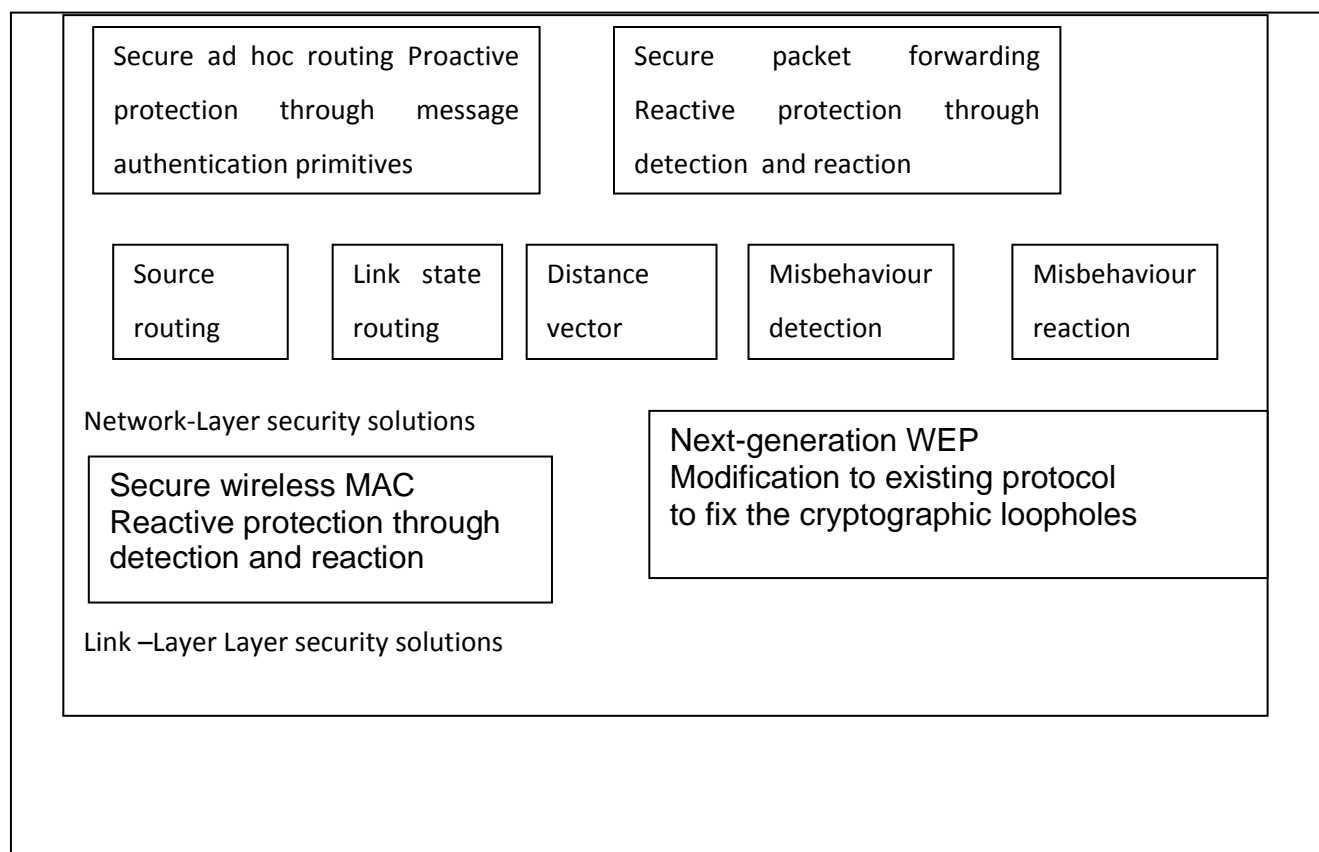 Secure ad hoc routing Proactive
protection through message
authentication primitives
Secure packet forwarding
Reactive protection through
detection and reaction
Source
routing
Link state
routing
Distance
vector
Misbehaviour
detection
Misbehaviour
reaction
Network-Layer security solutions
Next-generation WEP
Modification to existing protocol
to fix the cryptographic loopholes
Secure wireless MAC
Reactive protection through
detection and reaction
Link –Layer Layer security solutions